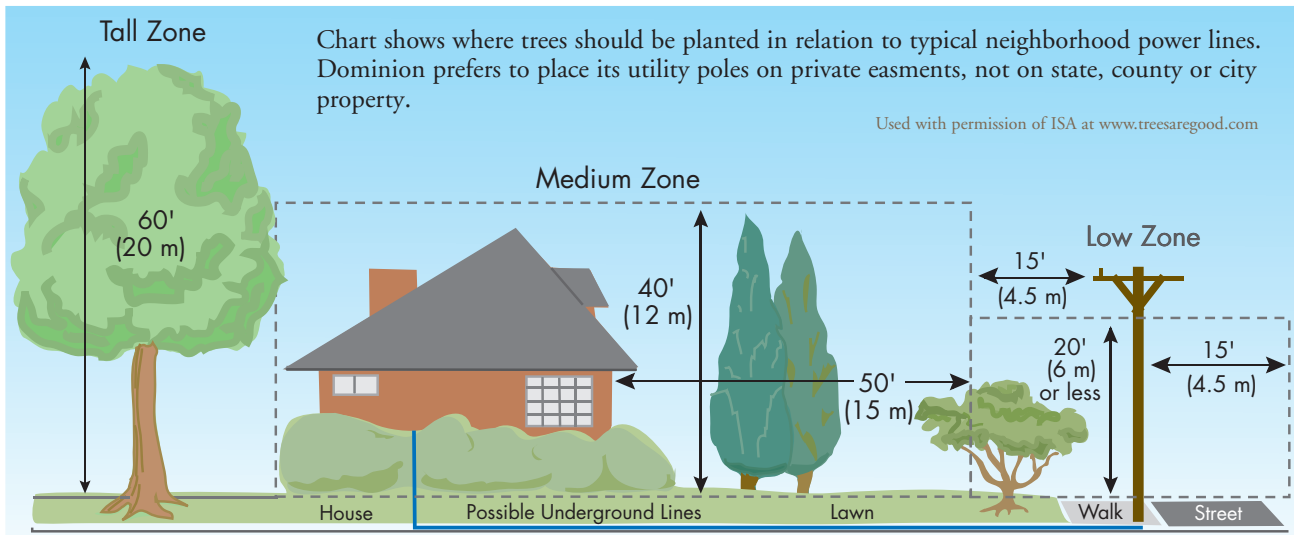 Tall Zone
Chart shows where trees should be planted in relation to typical neighborhood power lines.
Dominion prefers to place its utility poles on private easments, not on state, county or city
property.
Used with permission of ISA at www.treesaregood.com
Medium Zone
Low Zone
60'
(20 m)
40'
(12 m)
15'
(4.5 m)
50'
(15 m)
20'
(6 m)
or less
15'
(4.5 m)
House
Possible Underground Lines
Lawn
Walk
Street